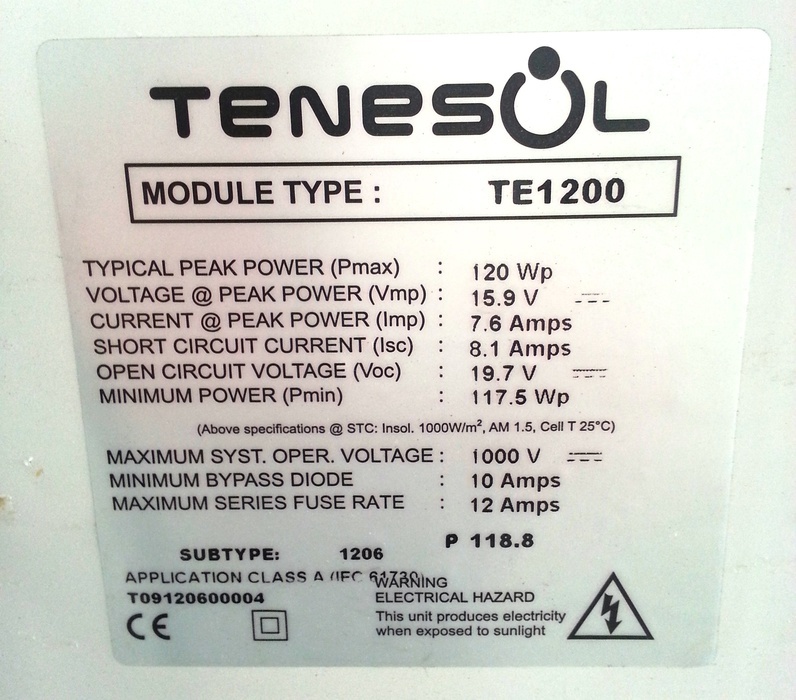 TENESOL
MODULE TYPE : TE1200
TYPICAL PEAK POWER (Pmax) : 120 Wp
VOLTAGE @ PEAK POWER (Vmp) : 15.9 V
CURRENT @ PEAK POWER (Imp) : 7.6 Amps
SHORT CIRCUIT CURRENT (Isc) : 8.1 Amps
OPEN CIRCUIT VOLTAGE (Voc) : 19.7 V
MINIMUM POWER (Pmin) : 117.5 Wp
(Above specifications @ STC: Insol. 1000W/m², AM 1.5, Cell T 25°C)
MAXIMUM SYST. OPER. VOLTAGE : 1000 V
MINIMUM BYPASS DIODE : 10 Amps
MAXIMUM SERIES FUSE RATE : 12 Amps
P 118.8
SUBTYPE: 1206
APPLICATION CLASS A (IEC 61730)
T09120600004
CE
WARNING
ELECTRICAL HAZARD
This unit produces electricity
when exposed to sunlight